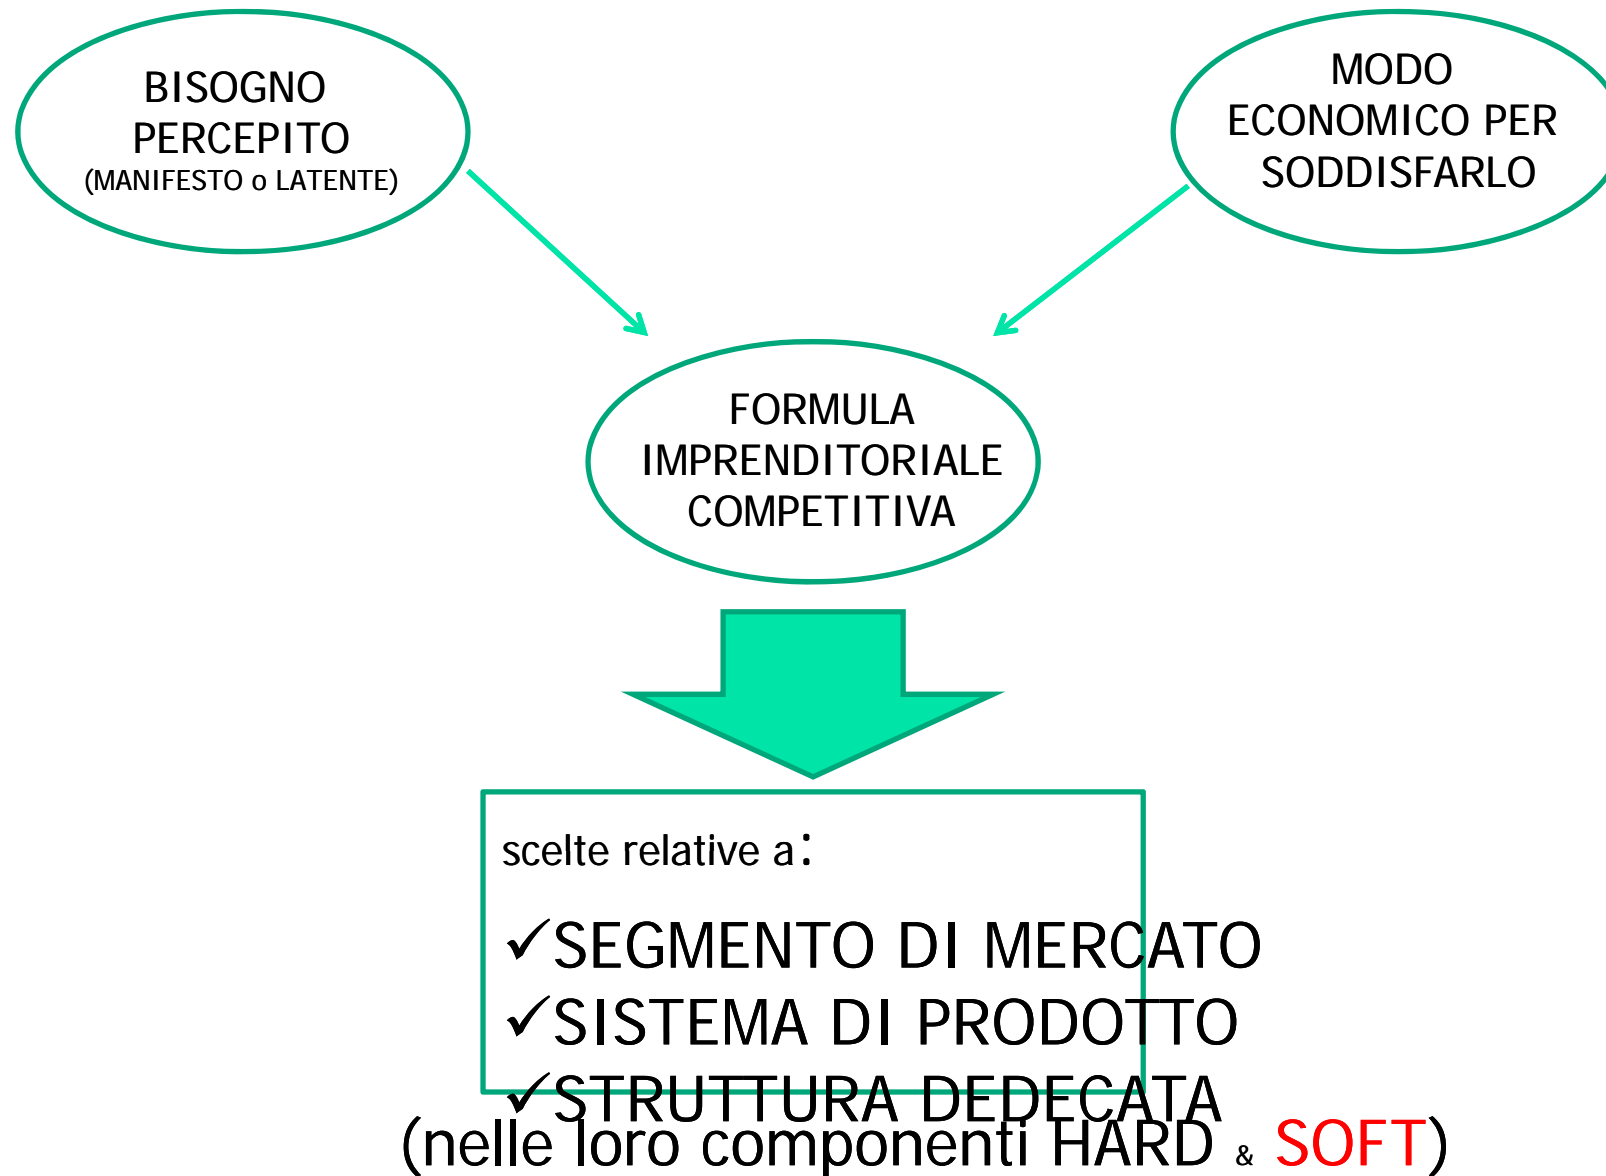 BISOGNO
PERCEPITO
(MANIFESTO o LATENTE)
MODO
ECONOMICO PER
SODDISFARLO
FORMULA
IMPRENDITORIALE
COMPETITIVA
scelte relative a:
✓SEGMENTO DI MERCATO
✓SISTEMA DI PRODOTTO
✓STRUTTURA DEDECATA
(nelle loro componenti HARD & SOFT)